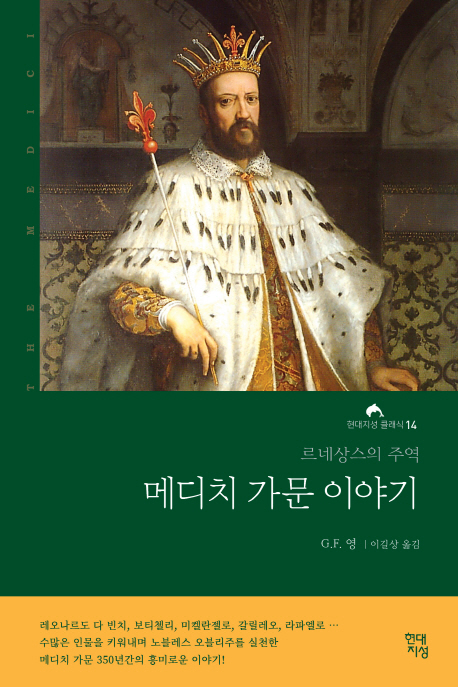 THE MEDICI
현대지성 클래식 14
르네상스의 주역
메디치 가문 이야기
G.F. 영 | 이길상 옮김
레오나르도 다 빈치, 보티첼리, 미켈란젤로, 갈릴레오, 라파엘로 …
수많은 인물을 키워내며 노블레스 오블리주를 실천한
메디치 가문 350년간의 흥미로운 이야기!
현대
지성